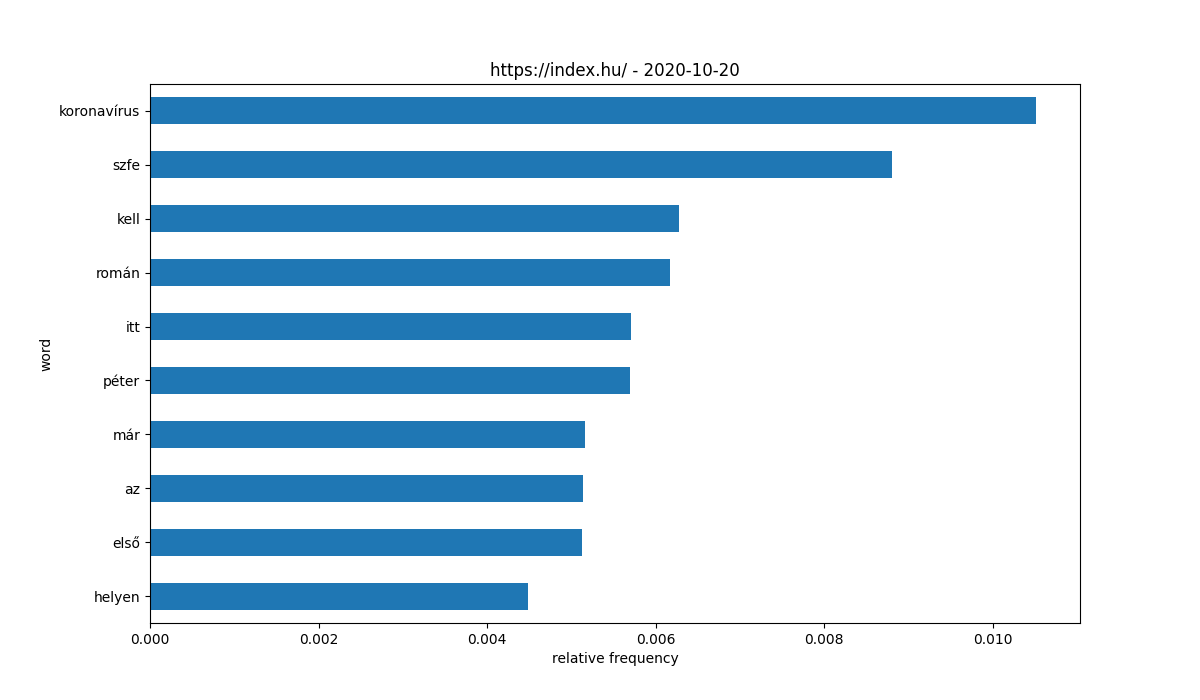 https://index.hu/ - 2020-10-20
koronavírus
szfe
kell
román
itt
péter
már
az
első
helyen
word
0.000 0.002 0.004 0.006 0.008 0.010
relative frequency